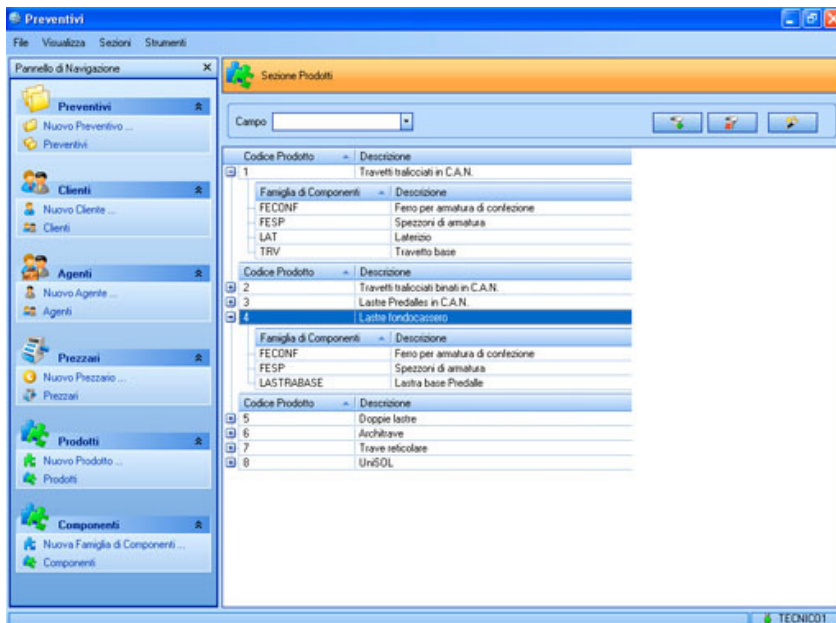 Preventivi
File Visualizza Sezioni Strumenti
Pannello di Navigazione
Preventivi
Nuovo Preventivo ...
Preventivi
Clienti
Nuovo Cliente ...
Clienti
Agenti
Nuovo Agente ...
Agenti
Prezzari
Nuovo Prezzario ...
Prezzari
Prodotti
Nuovo Prodotto ...
Prodotti
Componenti
Nuova Famiglia di Componenti ...
Componenti
Sezione Prodotti
Campo
Codice Prodotto Descrizione
1 Travetti tralicciati in C.A.N.
Famiglia di Componenti Descrizione
FECONF Ferro per armatura di confezione
FESP Spezzoni di armatura
LAT Laterizio
TRV Travetto base
Codice Prodotto Descrizione
2 Travetti tralicciati binati in C.A.N.
3 Lastre Predalles in C.A.N.
4 Lastre fondocassero
Famiglia di Componenti Descrizione
FECONF Ferro per armatura di confezione
FESP Spezzoni di armatura
LASTRABASE Lastra base Predalle
Codice Prodotto Descrizione
5 Doppie lastre
6 Architrave
7 Trave reticolare
8 UniSOL
TECNICO1